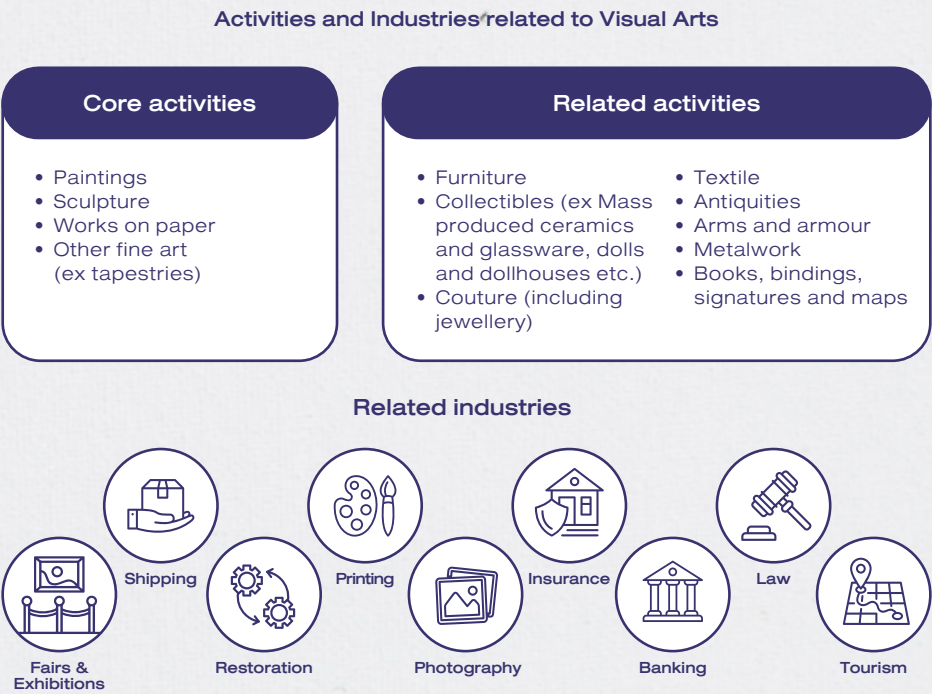 Activities and Industries related to Visual Arts
Core activities
• Paintings
• Sculpture
• Works on paper
• Other fine art
(ex tapestries)
Related activities
• Furniture
• Collectibles (ex Mass
produced ceramics
and glassware, dolls
and dollhouses etc.)
• Couture (including
jewellery)
• Textile
• Antiquities
• Arms and armour
• Metalwork
• Books, bindings,
signatures and maps
Related industries
Shipping
Printing
Insurance
Law
Fairs &
Exhibitions
Restoration
Photography
Banking
Tourism